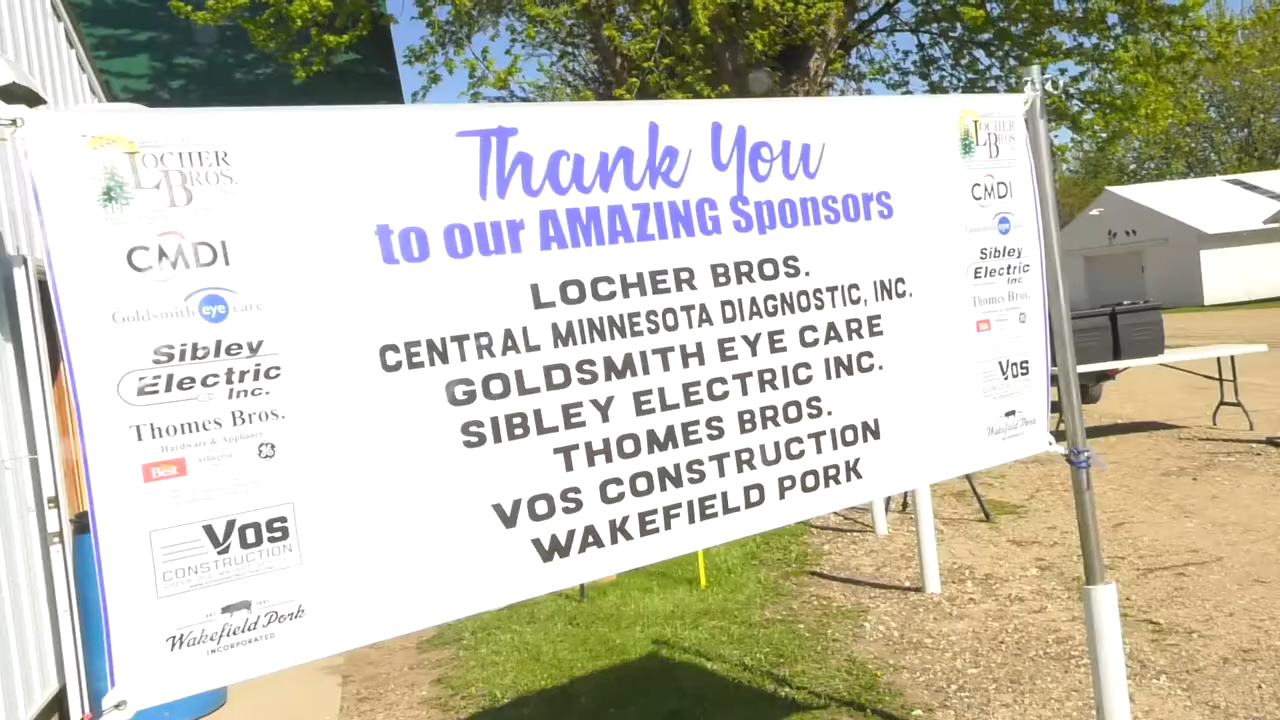 LOCHER
BROS.
CMDI
Goldsmith eye care
Sibley
Electric
Inc.
Thomes Bros.
Hardware & Appliance
Arlington
Best
VOS
CONSTRUCTION
Wakefield Pork
INCORPORATED
Thank You
to our AMAZING Sponsors
LOCHER BROS.
CENTRAL MINNESOTA DIAGNOSTIC, INC.
GOLDSMITH EYE CARE
SIBLEY ELECTRIC INC.
THOMES BROS.
VOS CONSTRUCTION
WAKEFIELD PORK
LOCHER
BROS.
CMDI
eye
Sibley
Electric
Inc.
Thomes Bros.
VOS
Wakefield Pork